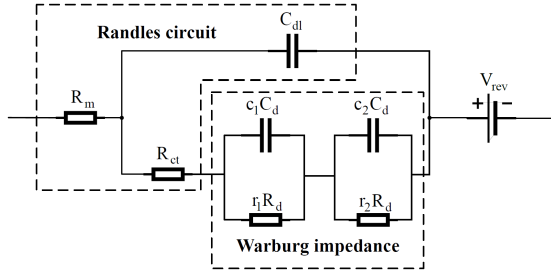 Randles circuit
C_dl
R_m
V_rev
+ −
c_1C_d
c_2C_d
R_ct
r_1R_d
r_2R_d
Warburg impedance